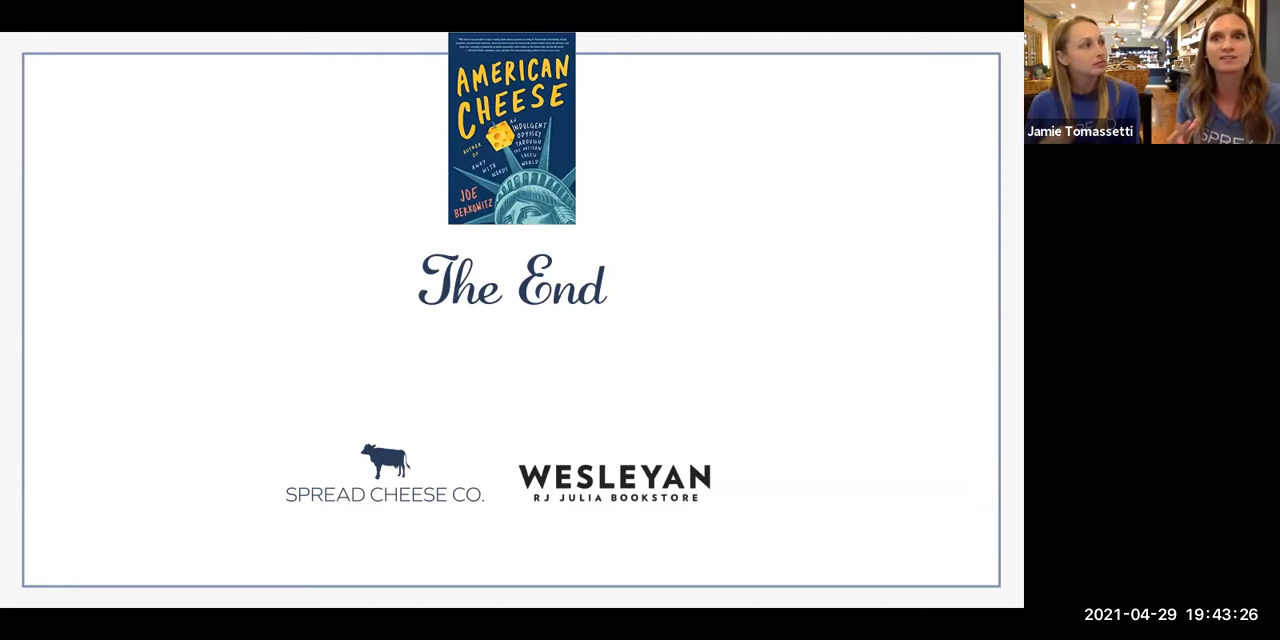 AMERICAN
CHEESE
AN
INDULGENT
ODYSSEY
THROUGH
THE ARTISAN
CHEESE
WORLD
AUTHOR
OF
AWAY
WITH
WORDS
JOE
BERKOWITZ
The End
SPREAD CHEESE CO.
WESLEYAN
RJ JULIA BOOKSTORE
Jamie Tomassetti
SPREA
2021-04-29 19:43:26